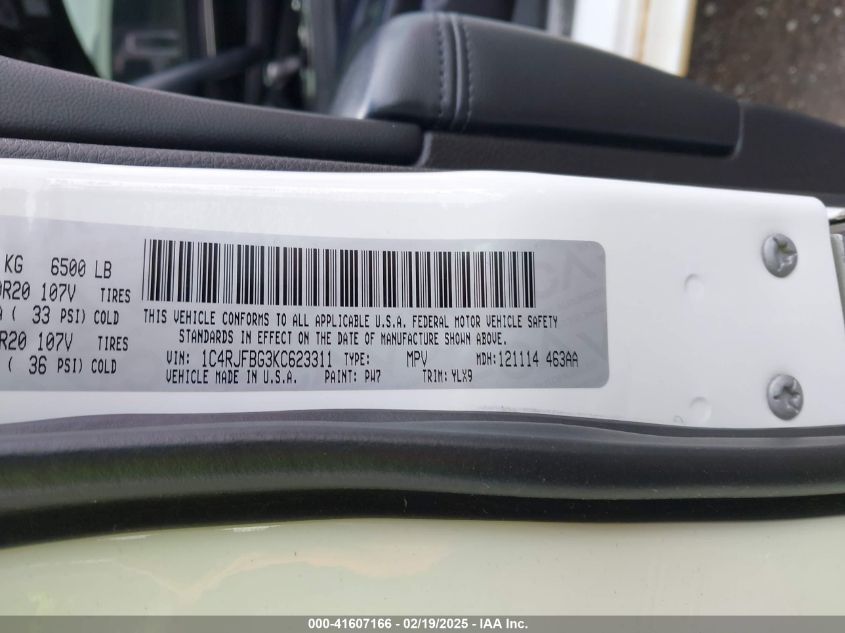 KG 6500 LB
R20 107V TIRES
( 33 PSI) COLD
R20 107V TIRES
( 36 PSI) COLD
THIS VEHICLE CONFORMS TO ALL APPLICABLE U.S.A. FEDERAL MOTOR VEHICLE SAFETY
STANDARDS IN EFFECT ON THE DATE OF MANUFACTURE SHOWN ABOVE.
VIN: 1C4RJFBG3KC623311 TYPE: MPV MDH:121114 463AA
VEHICLE MADE IN U.S.A. PAINT: PW7 TRIM: YLX9
000-41607166 - 02/19/2025 - IAA Inc.